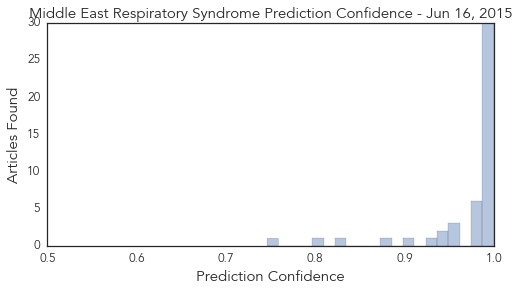 Middle East Respiratory Syndrome Prediction Confidence - Jun 16, 2015
30
25
20
15
10
5
0
Articles Found
0.5 0.6 0.7 0.8 0.9 1.0
Prediction Confidence